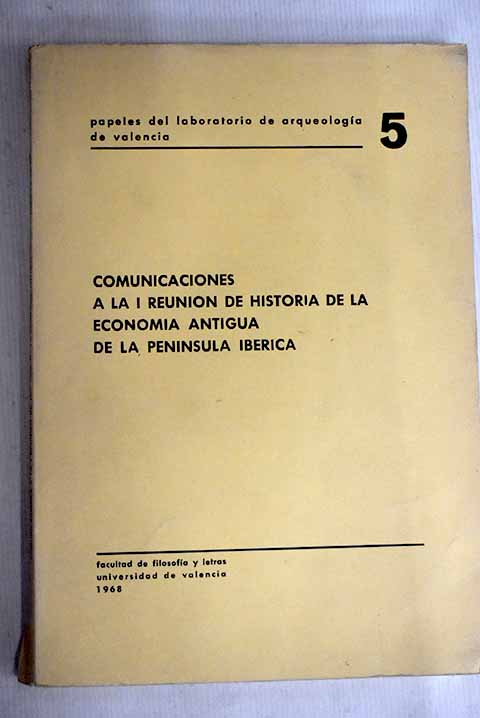 papeles del laboratorio de arqueología
de valencia
5
COMUNICACIONES
A LA I REUNION DE HISTORIA DE LA
ECONOMIA ANTIGUA
DE LA PENINSULA IBERICA
facultad de filosofía y letras
universidad de valencia
1968